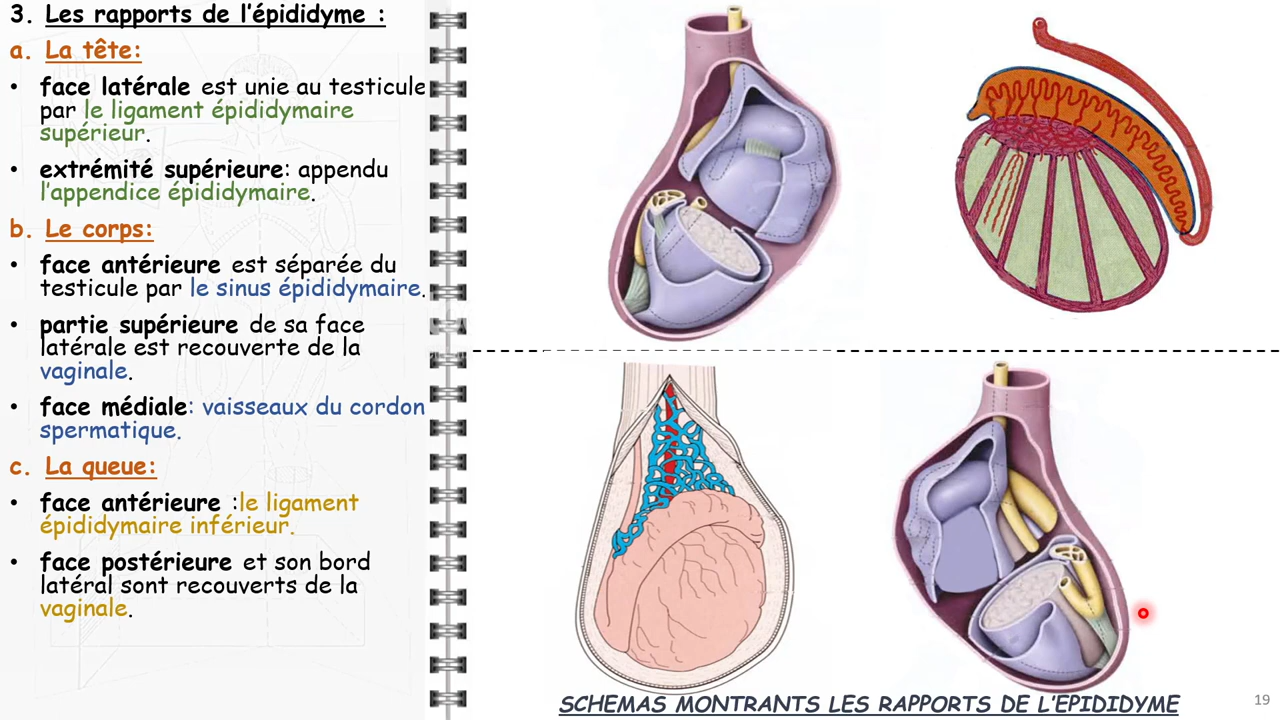 3. Les rapports de l'épididyme :
a. La tête:
• face latérale est unie au testicule
par le ligament épididymaire
supérieur.
• extrémité supérieure: appendu
l'appendice épididymaire.
b. Le corps:
• face antérieure est séparée du
testicule par le sinus épididymaire.
• partie supérieure de sa face
latérale est recouverte de la
vaginale.
• face médiale: vaisseaux du cordon
spermatique.
c. La queue:
• face antérieure :le ligament
épididymaire inférieur.
• face postérieure et son bord
latéral sont recouverts de la
vaginale.
SCHEMAS MONTRANTS LES RAPPORTS DE L'EPIDIDYME
19